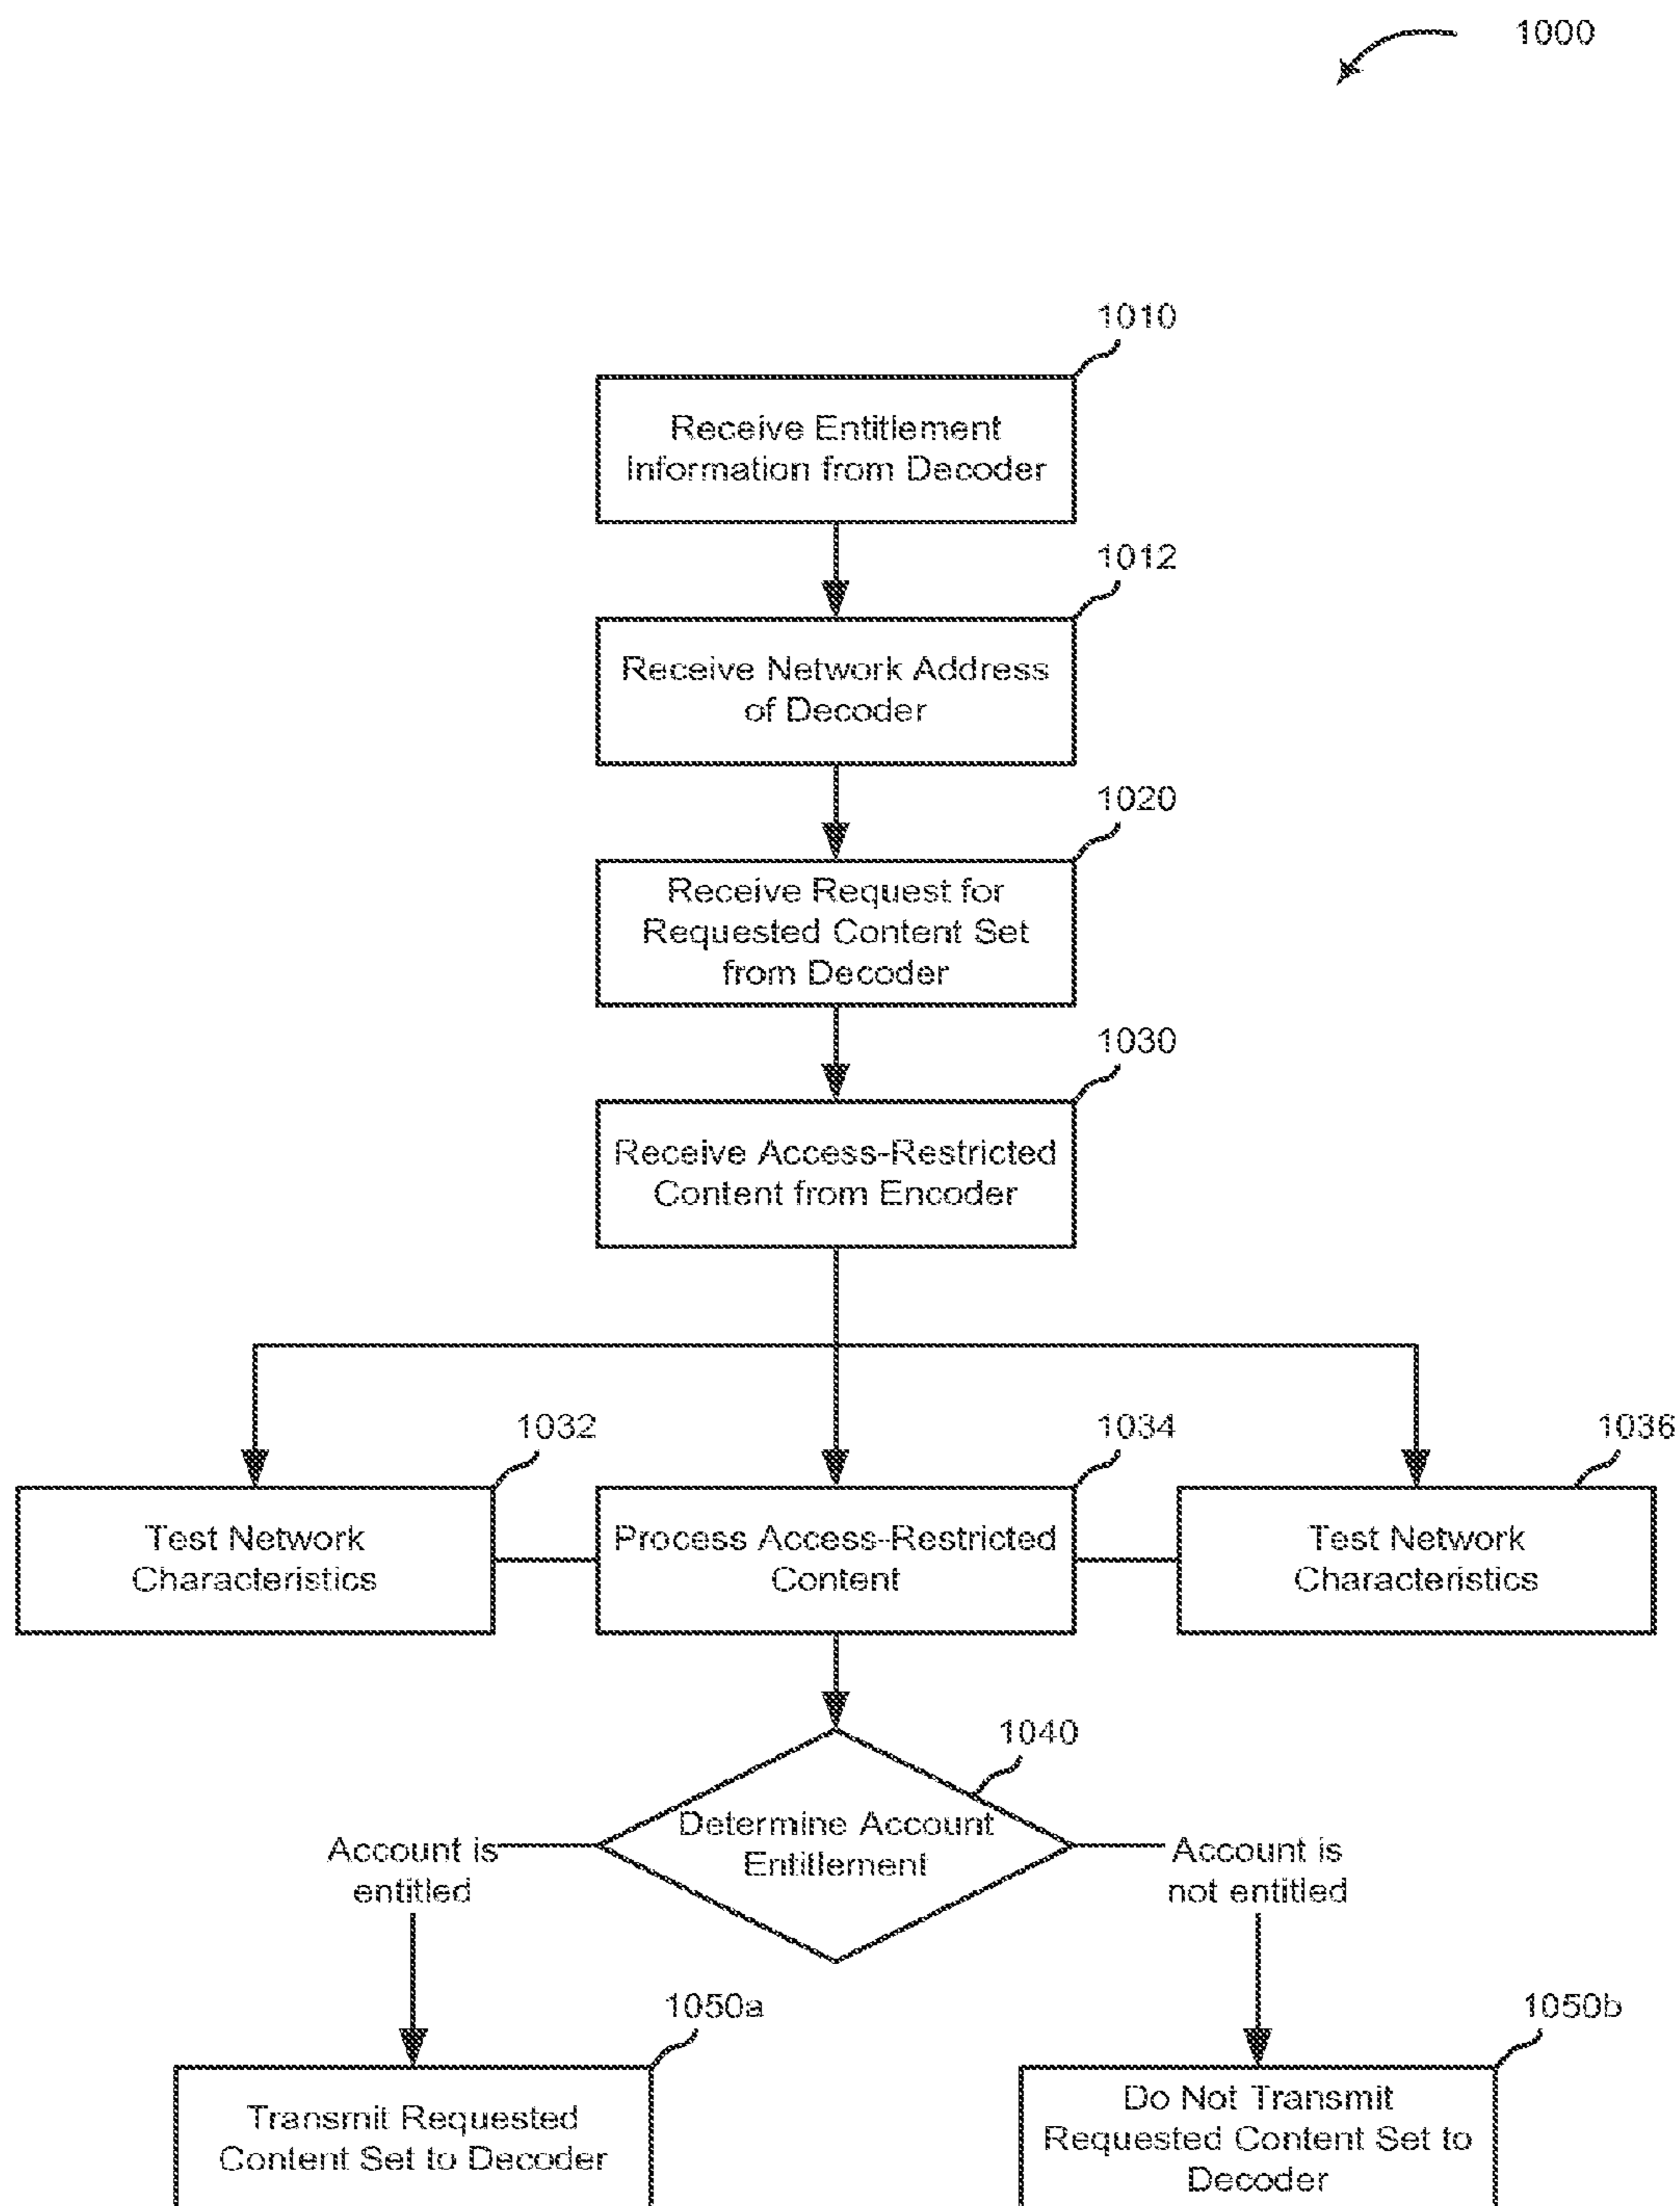 1000
1010
Receive Entitlement
Information from Decoder
1012
Receive Network Address
of Decoder
1020
Receive Request for
Requested Content Set
from Decoder
1030
Receive Access-Restricted
Content from Encoder
1032
Test Network
Characteristics
1034
Process Access-Restricted
Content
1036
Test Network
Characteristics
1040
Determine Account
Entitlement
Account is
entitled
Account is
not entitled
1050a
Transmit Requested
Content Set to Decoder
1050b
Do Not Transmit
Requested Content Set to
Decoder